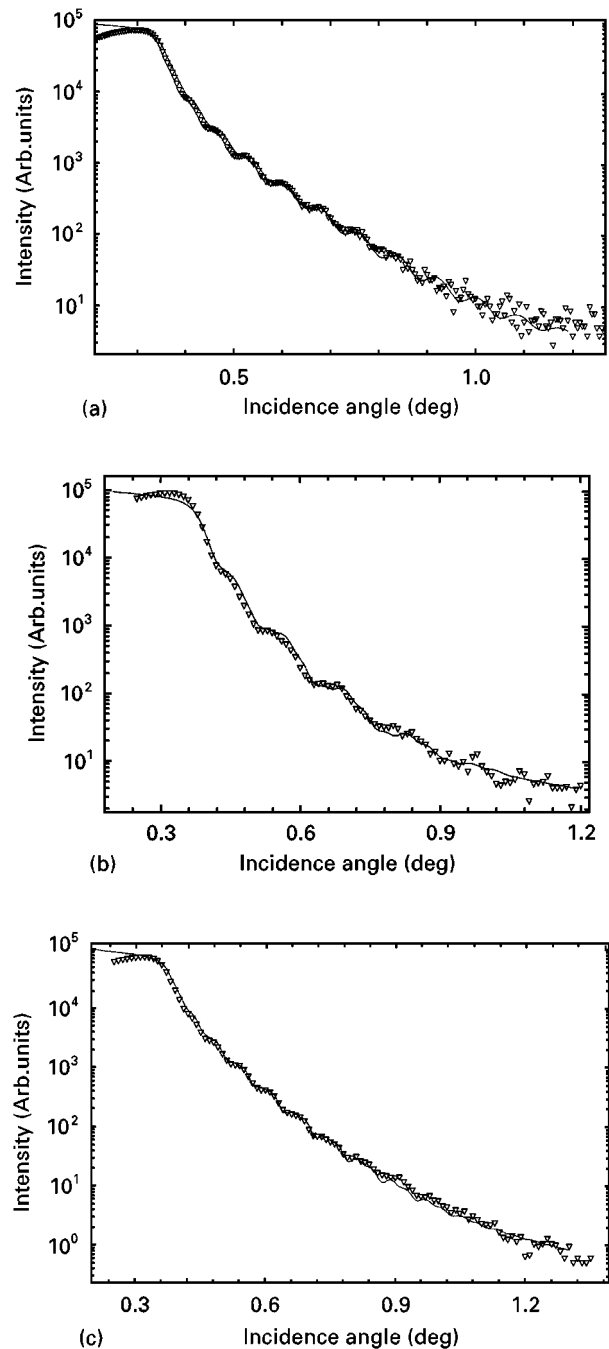 10^5
10^4
10^3
10^2
10^1
Intensity (Arb.units)
0.5 1.0
(a) Incidence angle (deg)
10^5
10^4
10^3
10^2
10^1
Intensity (Arb.units)
0.3 0.6 0.9 1.2
(b) Incidence angle (deg)
10^5
10^4
10^3
10^2
10^1
10^0
Intensity (Arb.units)
0.3 0.6 0.9 1.2
(c) Incidence angle (deg)